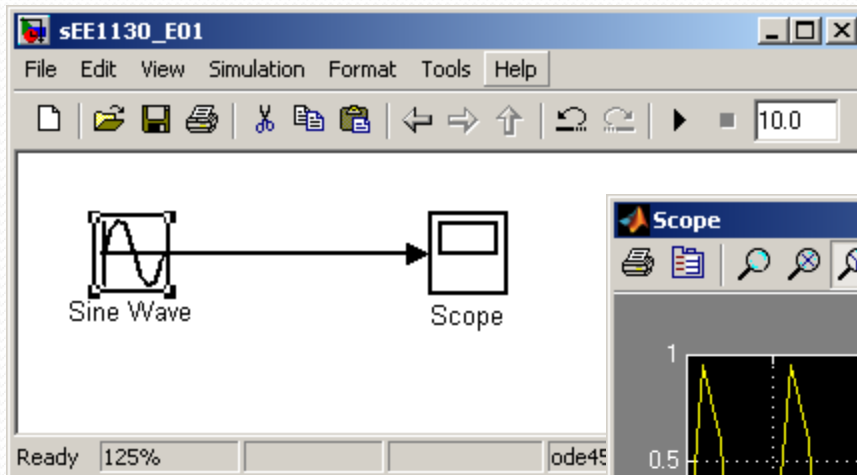 sEE1130_E01
File Edit View Simulation Format Tools Help
10.0
Sine Wave
Scope
Ready 125% ode45
Scope
1
0.5